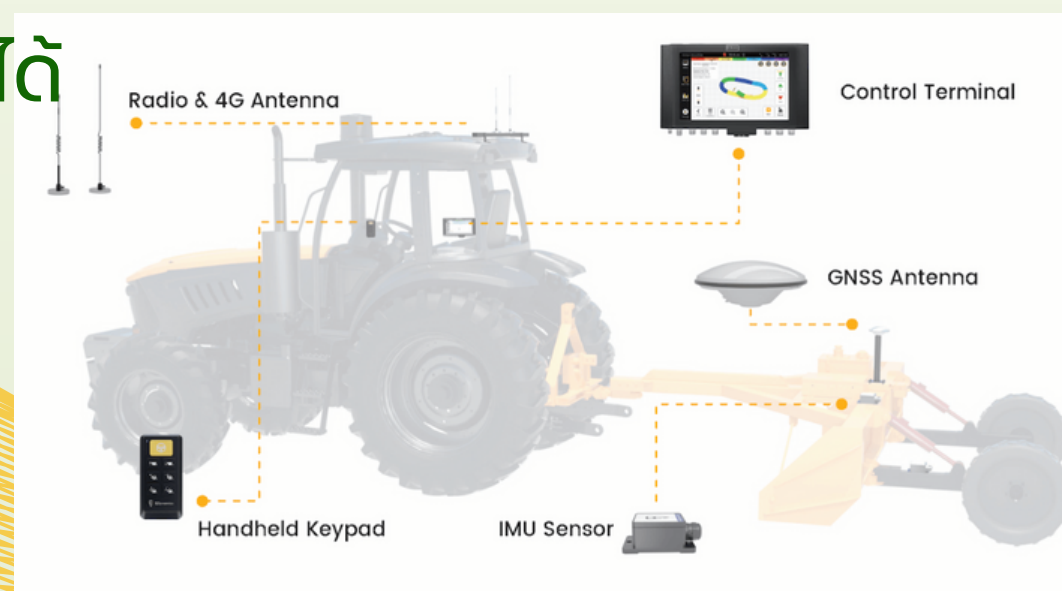 ได้
Radio & 4G Antenna
Control Terminal
GNSS Antenna
Handheld Keypad
IMU Sensor